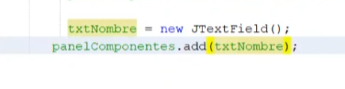 txtNombre = new JTextField();
panelComponentes.add(txtNombre);